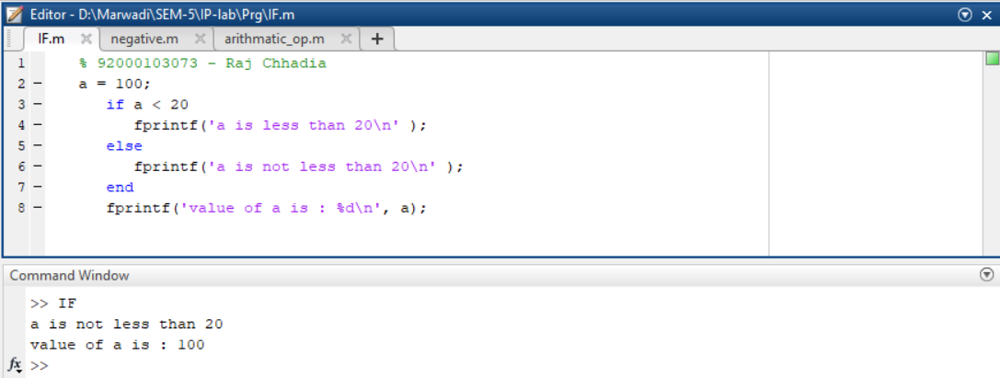 Editor - D:\Marwadi\SEM-5\IP-lab\Prg\IF.m
IF.m negative.m arithmatic_op.m +
1 % 92000103073 - Raj Chhadia
2 - a = 100;
3 - if a < 20
4 - fprintf('a is less than 20\n' );
5 - else
6 - fprintf('a is not less than 20\n' );
7 - end
8 - fprintf('value of a is : %d\n', a);
Command Window
>> IF
a is not less than 20
value of a is : 100
fx >>